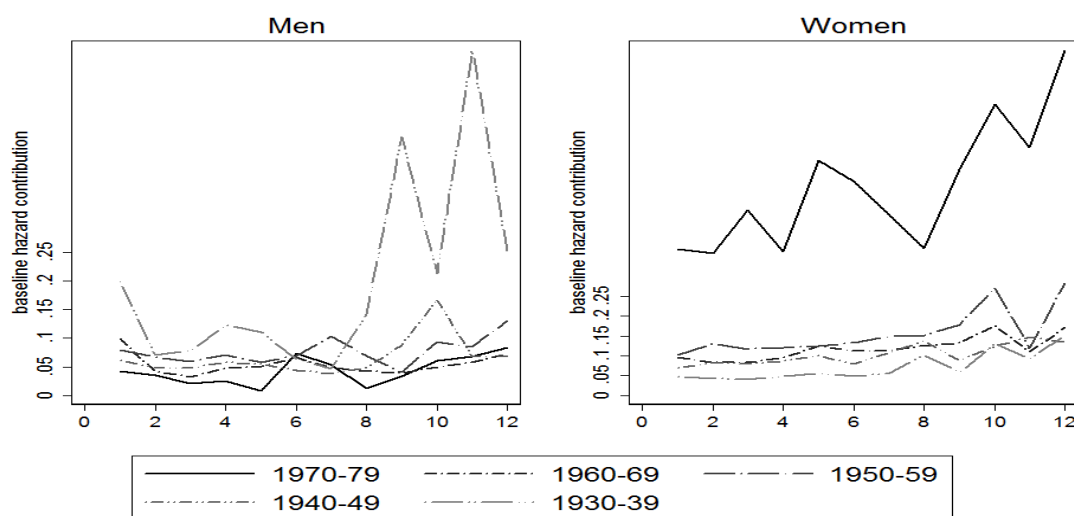 Men
Women
baseline hazard contribution
.25
.2
.15
.1
.05
0
0 2 4 6 8 10 12
baseline hazard contribution
.25
.2
.15
.1
.05
0
0 2 4 6 8 10 12
1970-79 1960-69 1950-59
1940-49 1930-39